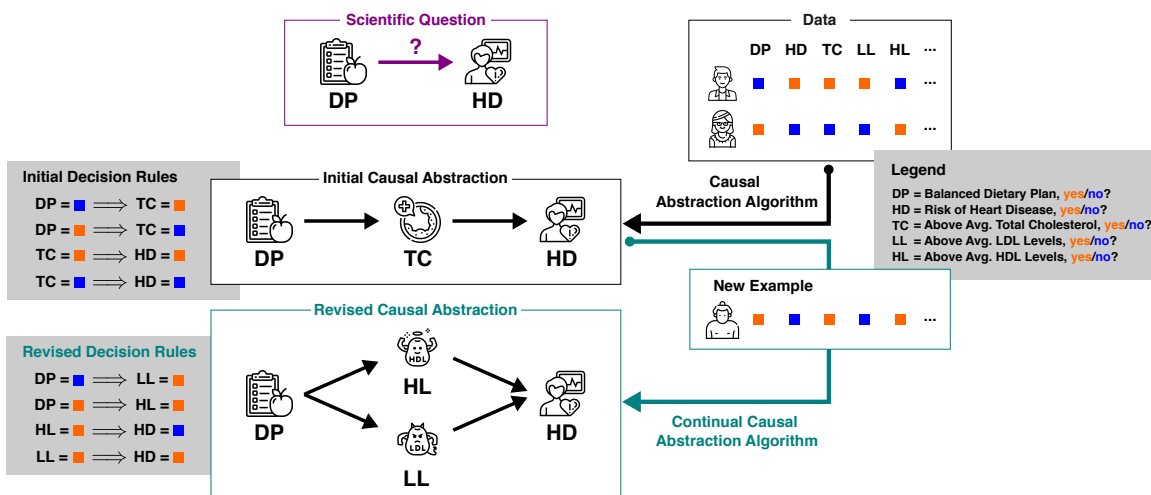 Scientific Question
?
DP
HD
Data
DP HD TC LL HL ...
...
...
Initial Decision Rules
DP = ⟹ TC =
DP = ⟹ TC =
TC = ⟹ HD =
TC = ⟹ HD =
Initial Causal Abstraction
DP
TC
HD
Causal
Abstraction Algorithm
Legend
DP = Balanced Dietary Plan, yes/no?
HD = Risk of Heart Disease, yes/no?
TC = Above Avg. Total Cholesterol, yes/no?
LL = Above Avg. LDL Levels, yes/no?
HL = Above Avg. HDL Levels, yes/no?
New Example
...
Revised Causal Abstraction
HDL
HL
DP
HD
LDL
LL
Revised Decision Rules
DP = ⟹ LL =
DP = ⟹ HL =
HL = ⟹ HD =
LL = ⟹ HD =
Continual Causal
Abstraction Algorithm